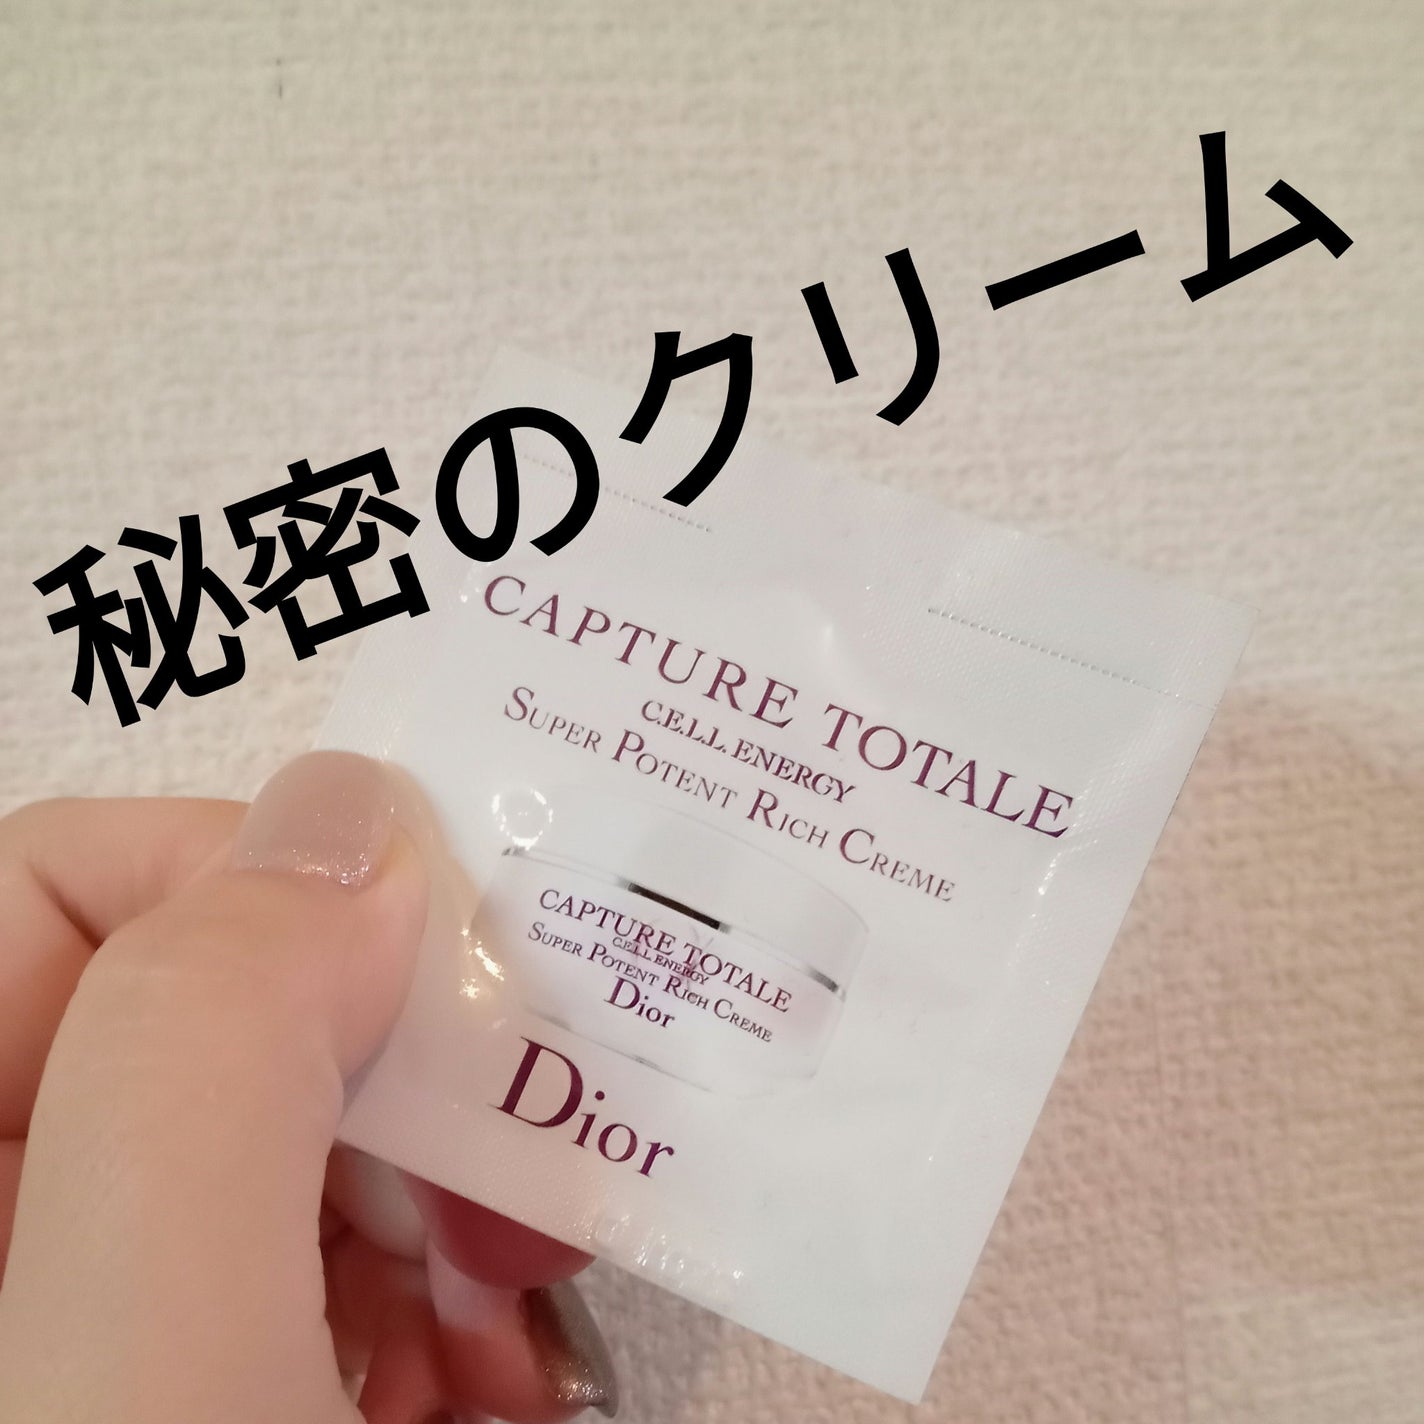 秘密のクリーム
CAPTURE TOTALE
C.E.L.L. ENERGY
SUPER POTENT RICH CREME
CAPTURE TOTALE
C.E.L.L. ENERGY
SUPER POTENT RICH CREME
Dior
Dior